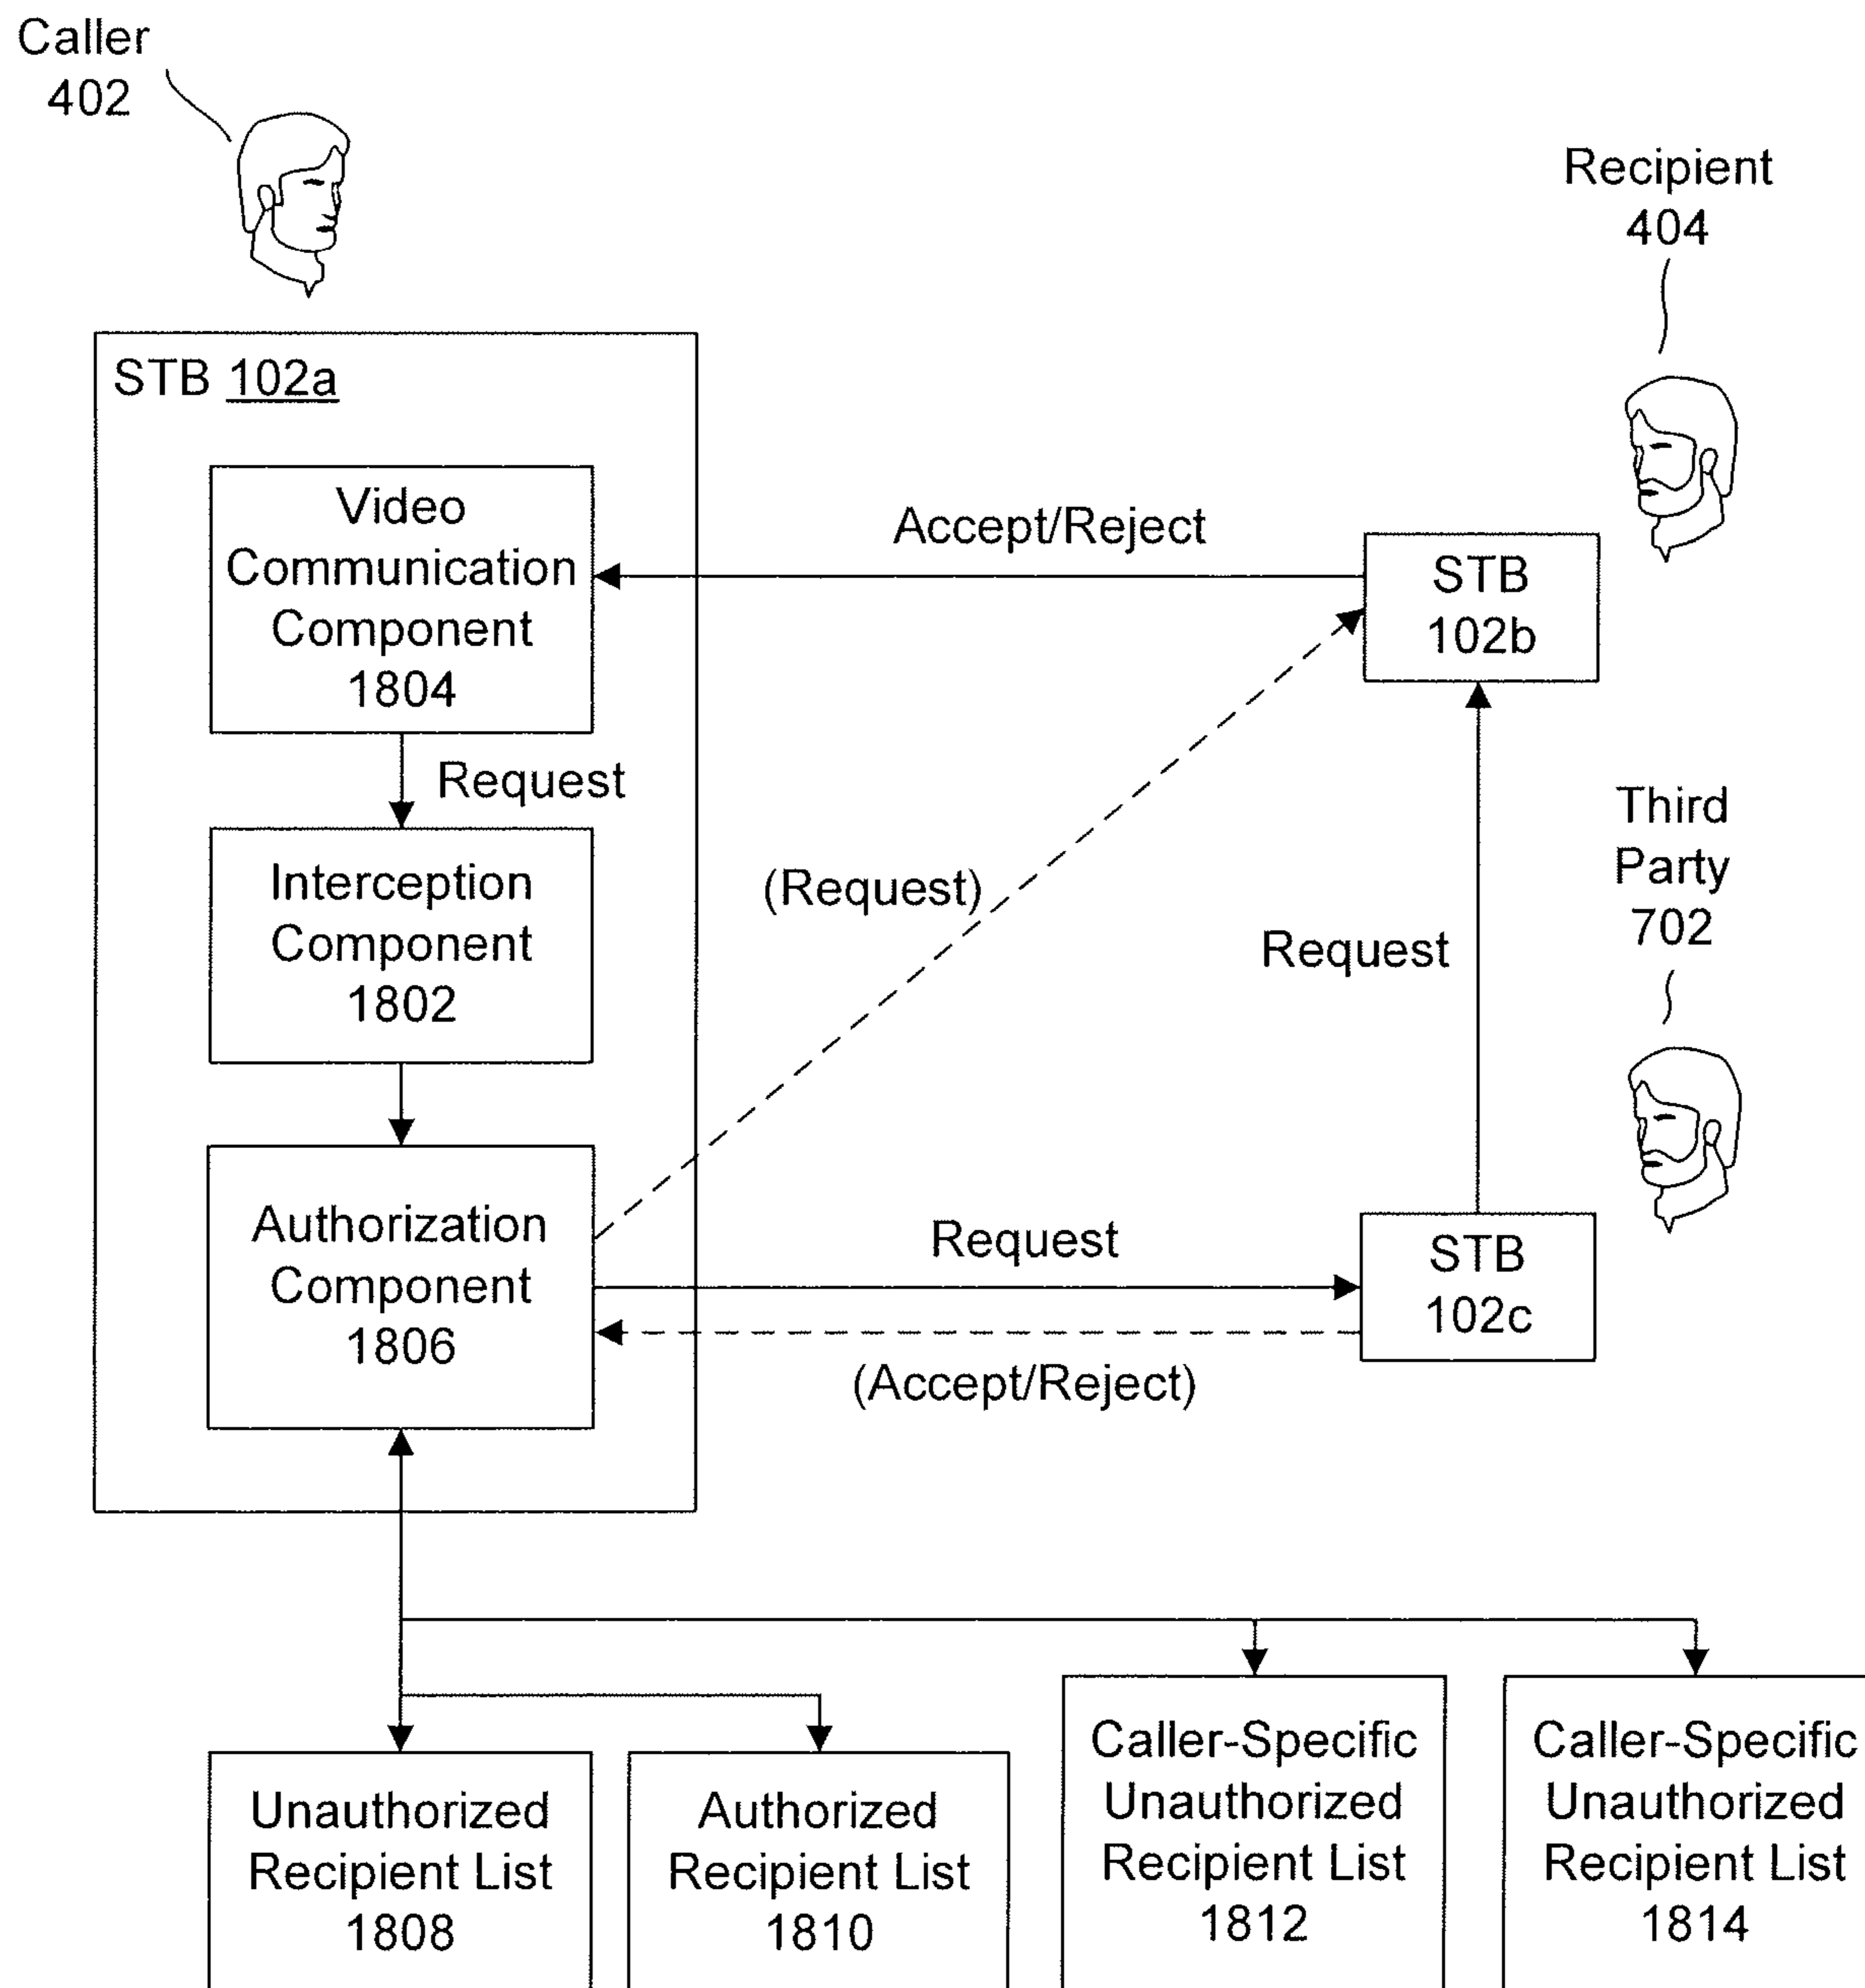 Caller
402
Recipient
404
STB 102a
Video
Communication
Component
1804
Accept/Reject
STB
102b
Request
Interception
Component
1802
(Request)
Request
Third
Party
702
Authorization
Component
1806
Request
(Accept/Reject)
STB
102c
Unauthorized
Recipient List
1808
Authorized
Recipient List
1810
Caller-Specific
Unauthorized
Recipient List
1812
Caller-Specific
Unauthorized
Recipient List
1814